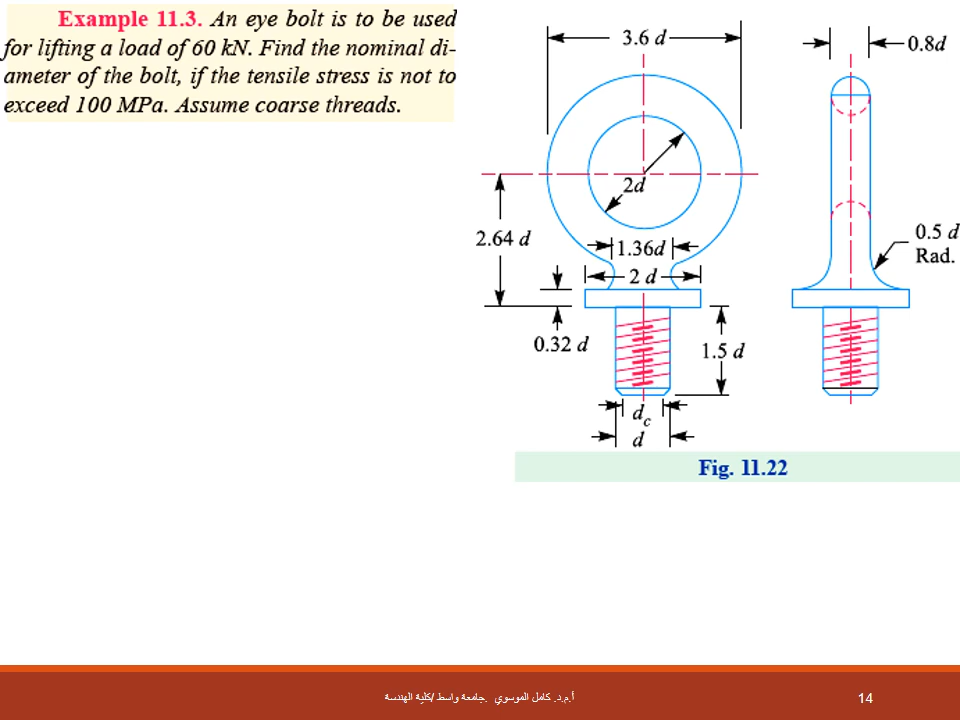 Example 11.3. An eye bolt is to be used
for lifting a load of 60 kN. Find the nominal di-
ameter of the bolt, if the tensile stress is not to
exceed 100 MPa. Assume coarse threads.
3.6 d
0.8d
2d
2.64 d
1.36d
2 d
0.5 d
Rad.
0.32 d
1.5 d
dc
d
Fig. 11.22
أ.م.د. كامل الموسوي .جامعة واسط /كلية الهندسة
14